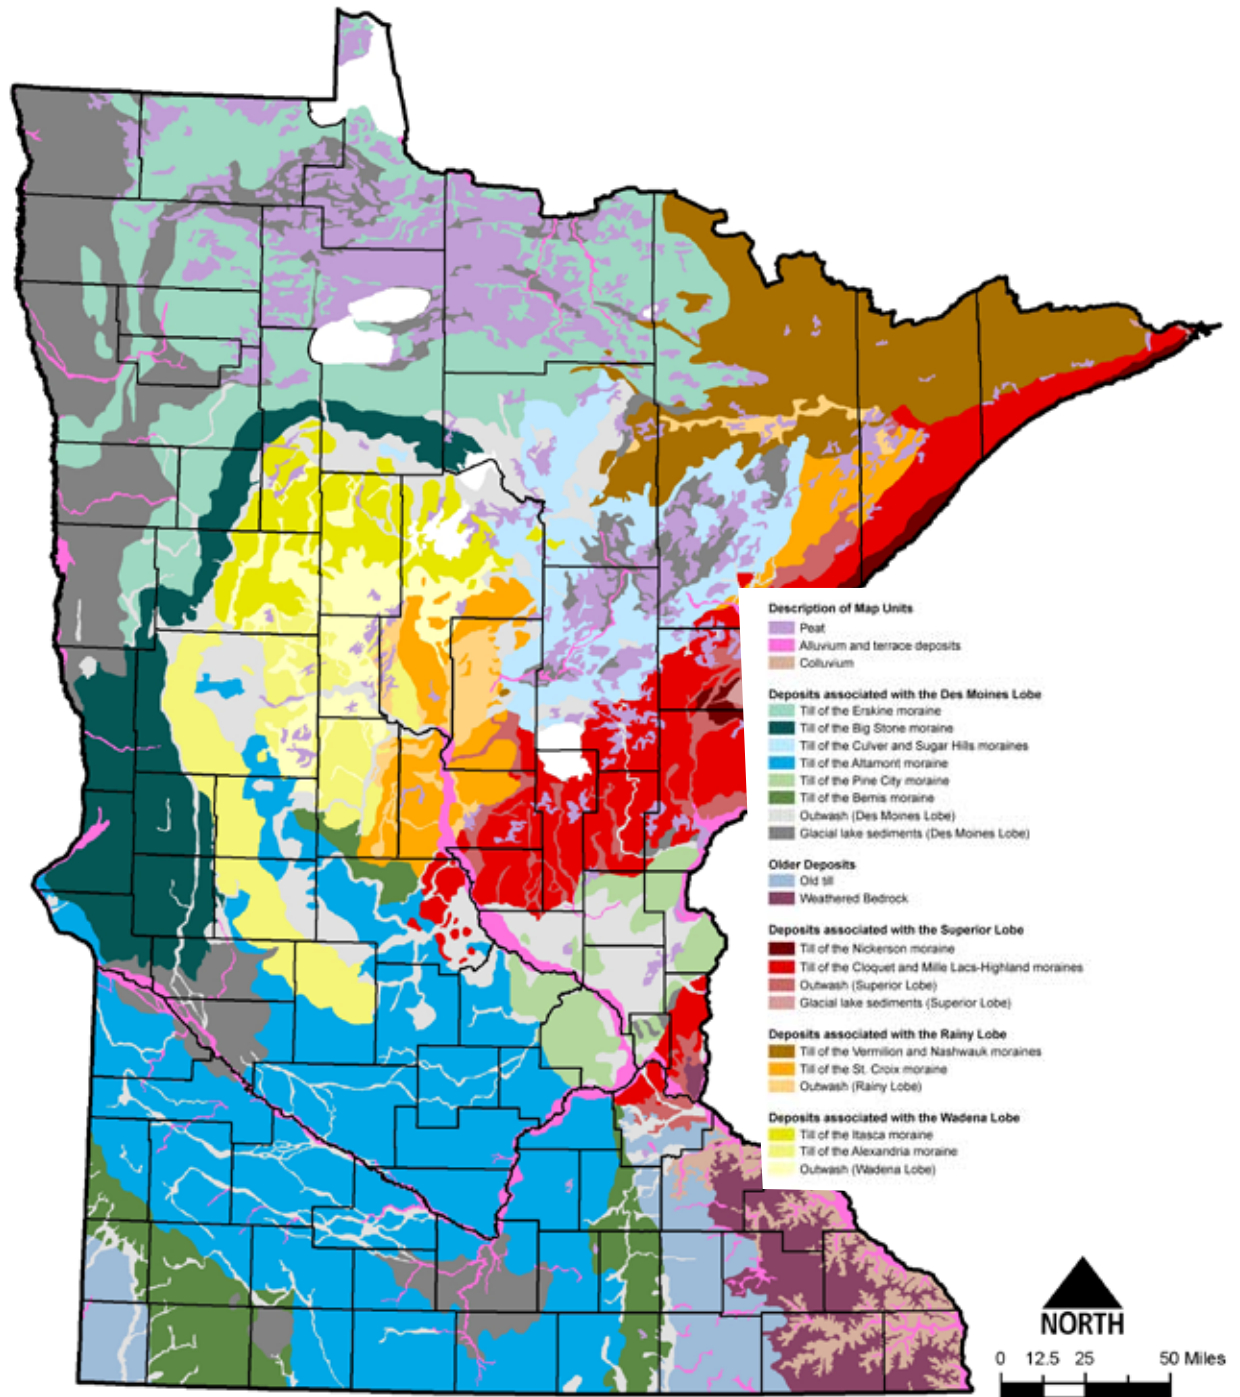 Description of Map Units
Peat
Alluvium and terrace deposits
Colluvium
Deposits associated with the Des Moines Lobe
Till of the Erskine moraine
Till of the Big Stone moraine
Till of the Culver and Sugar Hills moraines
Till of the Altamont moraine
Till of the Pine City moraine
Till of the Bemis moraine
Outwash (Des Moines Lobe)
Glacial lake sediments (Des Moines Lobe)
Older Deposits
Old till
Weathered Bedrock
Deposits associated with the Superior Lobe
Till of the Nickerson moraine
Till of the Cloquet and Mille Lacs-Highland moraines
Outwash (Superior Lobe)
Glacial lake sediments (Superior Lobe)
Deposits associated with the Rainy Lobe
Till of the Vermilion and Nashwauk moraines
Till of the St. Croix moraine
Outwash (Rainy Lobe)
Deposits associated with the Wadena Lobe
Till of the Itasca moraine
Till of the Alexandria moraine
Outwash (Wadena Lobe)
NORTH
0 12.5 25 50 Miles